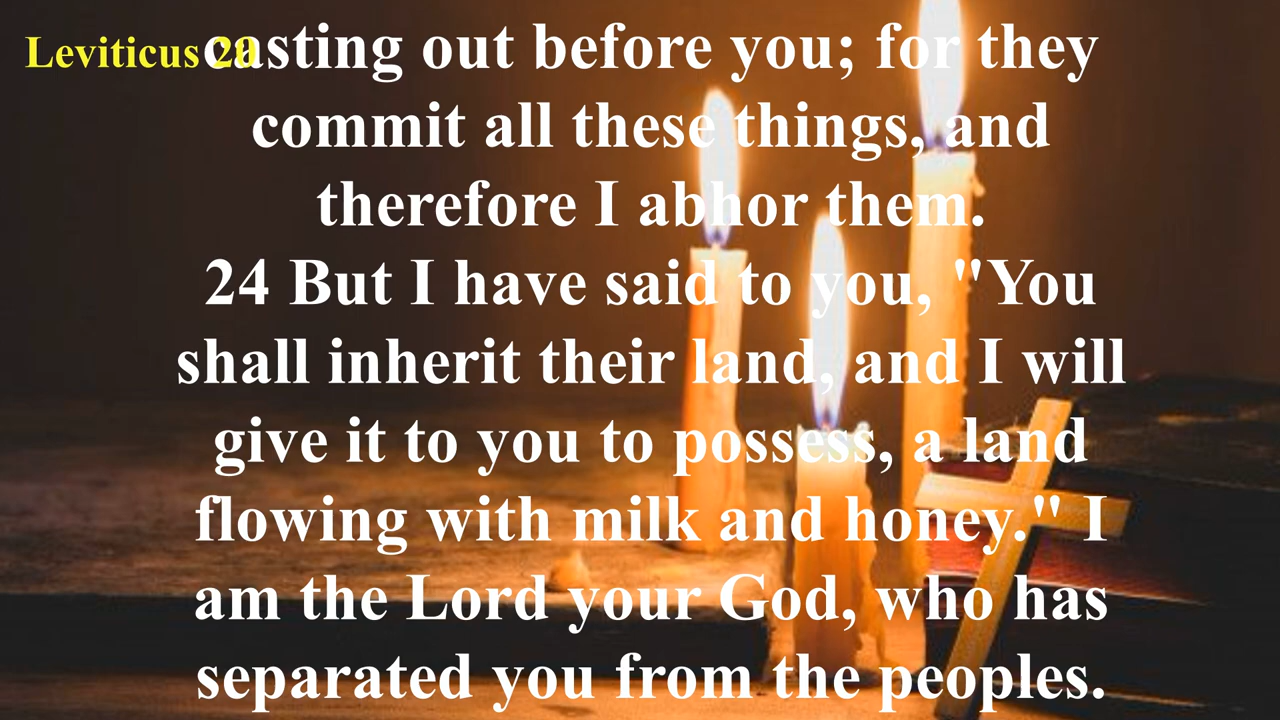 Leviticus 20
casting out before you; for they
commit all these things, and
therefore I abhor them.
24 But I have said to you, "You
shall inherit their land, and I will
give it to you to possess, a land
flowing with milk and honey." I
am the Lord your God, who has
separated you from the peoples.